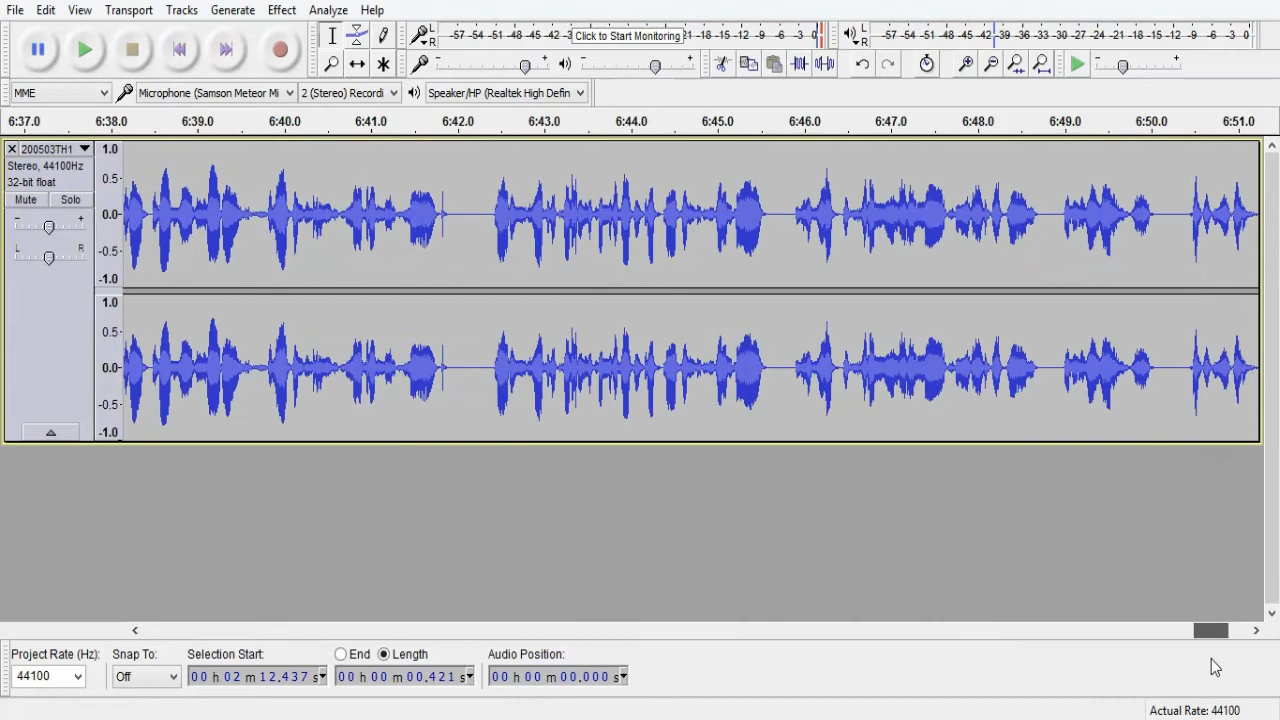 File Edit View Transport Tracks Generate Effect Analyze Help
L R -57 -54 -51 -48 -45 -42 Click to Start Monitoring 21 -18 -15 -12 -9 -6 -3 0
L R -57 -54 -51 -48 -45 -42 -39 -36 -33 -30 -27 -24 -21 -18 -15 -12 -9 -6 -3 0
- + - + - +
MME Microphone (Samson Meteor Mi 2 (Stereo) Recordi Speaker/HP (Realtek High Defin
6:37.0 6:38.0 6:39.0 6:40.0 6:41.0 6:42.0 6:43.0 6:44.0 6:45.0 6:46.0 6:47.0 6:48.0 6:49.0 6:50.0 6:51.0
200503TH1 1.0
Stereo, 44100Hz
32-bit float 0.5
Mute Solo
- + 0.0
L R -0.5
-1.0
1.0
0.5
0.0
-0.5
-1.0
Project Rate (Hz): Snap To: Selection Start: End Length Audio Position:
44100 Off 00 h 02 m 12.437 s 00 h 00 m 00.421 s 00 h 00 m 00.000 s
Actual Rate: 44100